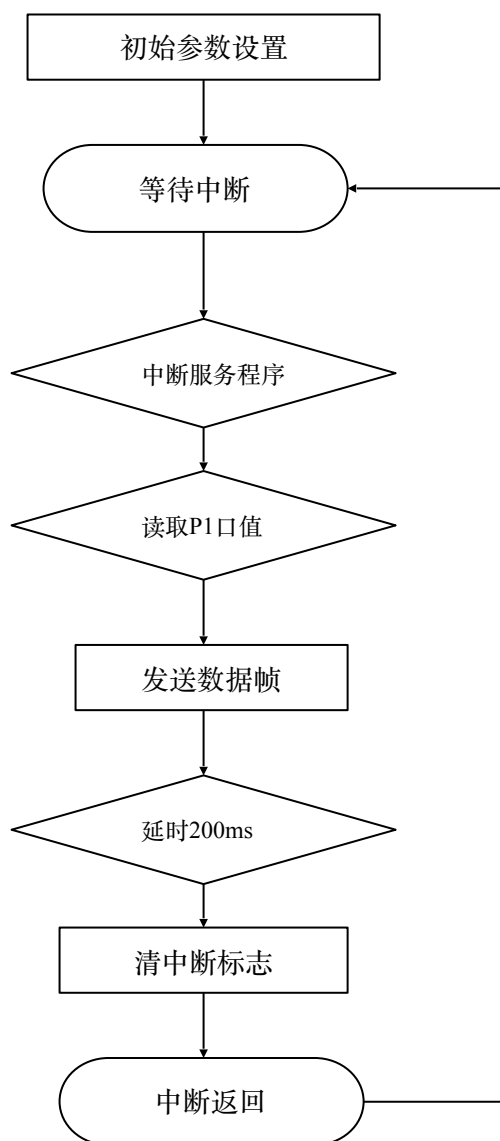 初始参数设置
等待中断
中断服务程序
读取P1口值
发送数据帧
延时200ms
清中断标志
中断返回